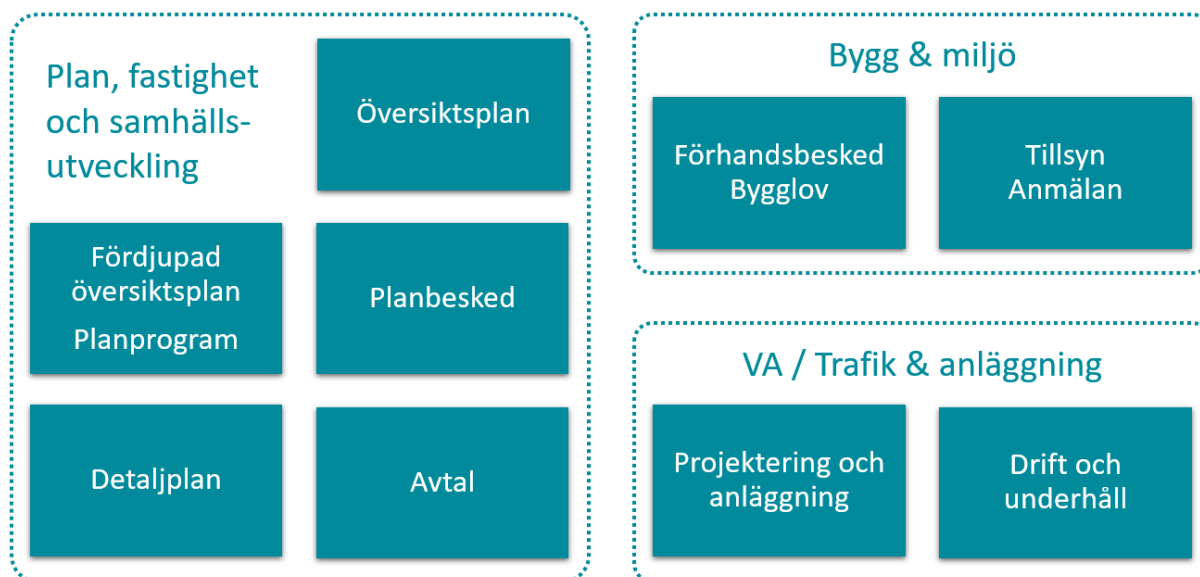 Plan, fastighet
och samhälls-
utveckling
Översiktsplan
Fördjupad
översiktsplan
Planprogram
Planbesked
Detaljplan
Avtal
Bygg & miljö
Förhandsbesked
Bygglov
Tillsyn
Anmälan
VA / Trafik & anläggning
Projektering och
anläggning
Drift och
underhåll